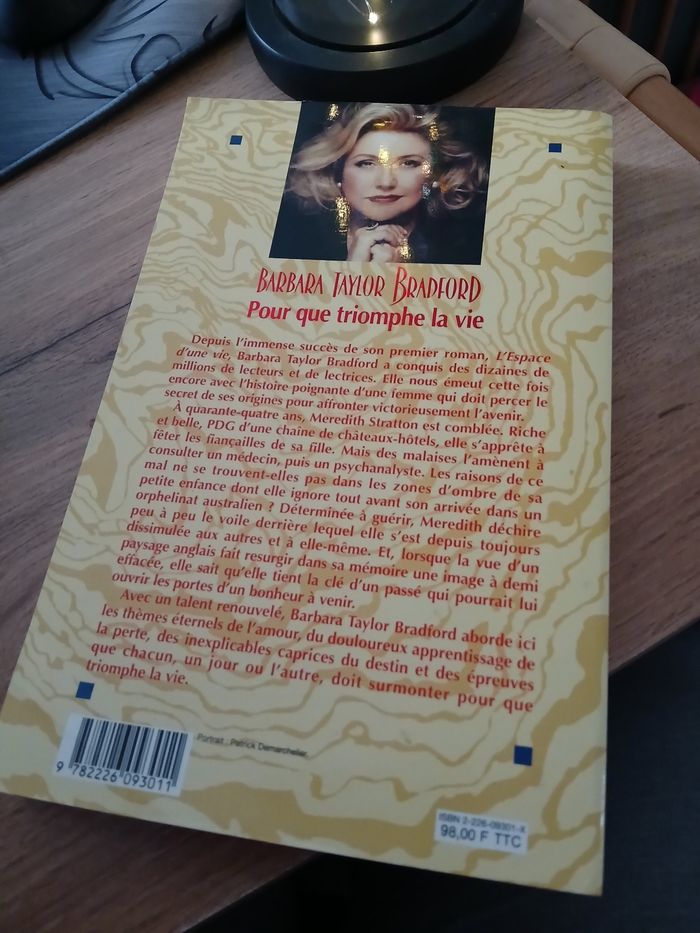 BARBARA TAYLOR BRADFORD
Pour que triomphe la vie
Depuis l'immense succès de son premier roman, L'Espace
d'une vie, Barbara Taylor Bradford a conquis des dizaines de
millions de lecteurs et de lectrices. Elle nous émeut cette fois
encore avec l'histoire poignante d'une femme qui doit percer le
secret de ses origines pour affronter victorieusement l'avenir.
À quarante-quatre ans, Meredith Stratton est comblée. Riche
et belle, PDG d'une chaîne de châteaux-hôtels, elle s'apprête à
fêter les fiançailles de sa fille. Mais des malaises l'amènent à
consulter un médecin, puis un psychanalyste. Les raisons de ce
mal ne se trouvent-elles pas dans les zones d'ombre de sa
petite enfance dont elle ignore tout avant son arrivée dans un
orphelinat australien ? Déterminée à guérir, Meredith déchire
peu à peu le voile derrière lequel elle s'est depuis toujours
dissimulée aux autres et à elle-même. Et, lorsque la vue d'un
paysage anglais fait resurgir dans sa mémoire une image à demi
effacée, elle sait qu'elle tient la clé d'un passé qui pourrait lui
ouvrir les portes d'un bonheur à venir.
Avec un talent renouvelé, Barbara Taylor Bradford aborde ici
les thèmes éternels de l'amour, du douloureux apprentissage de
la perte, des inexplicables caprices du destin et des épreuves
que chacun, un jour ou l'autre, doit surmonter pour que
triomphe la vie.
Portrait : Patrick Demarchelier
9 782226 093011
ISBN 2-226-09301-X
98,00 F TTC